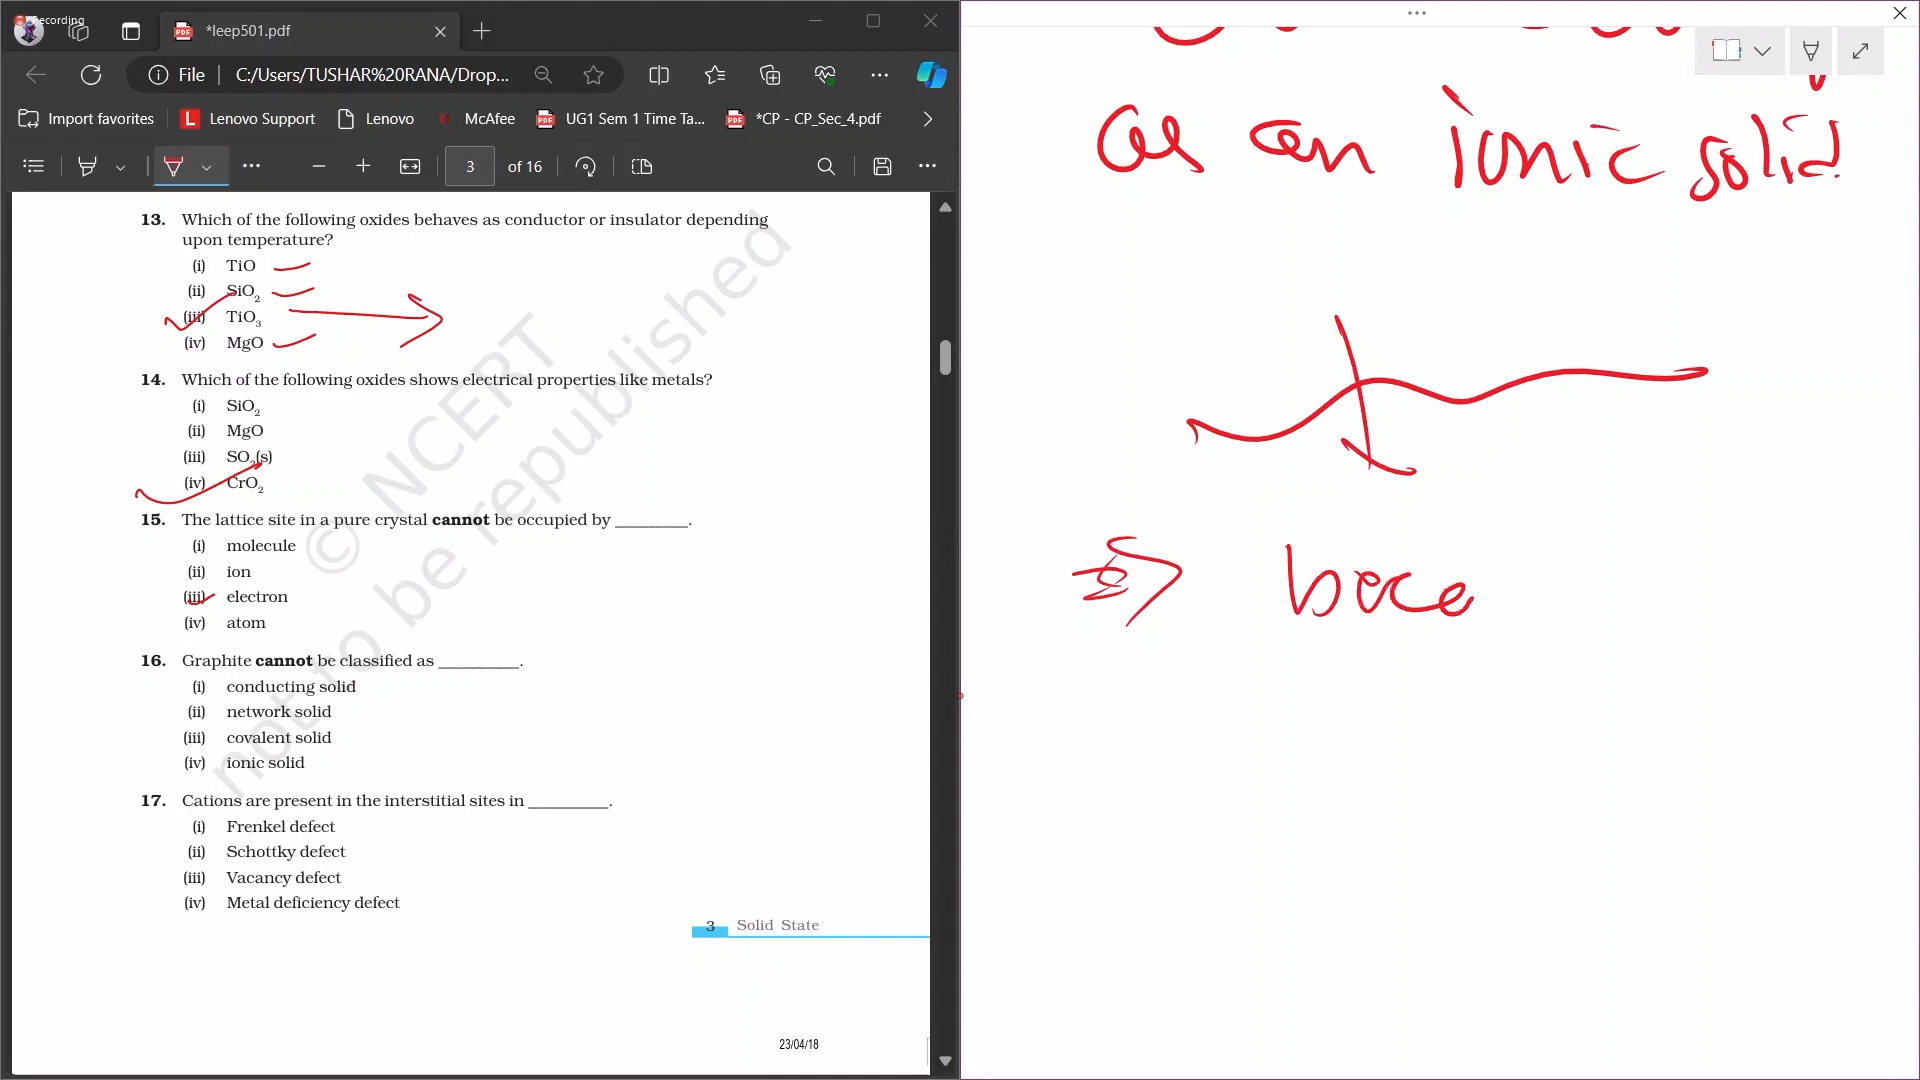 Recording
*leep501.pdf
File
C:/Users/TUSHAR%20RANA/Drop...
Import favorites
Lenovo Support
Lenovo
McAfee
UG1 Sem 1 Time Ta...
*CP - CP_Sec_4.pdf
3 of 16
13. Which of the following oxides behaves as conductor or insulator depending
upon temperature?
(i) TiO
(ii) SiO₂
(iii) TiO₃
(iv) MgO
14. Which of the following oxides shows electrical properties like metals?
(i) SiO₂
(ii) MgO
(iii) SO₂(s)
(iv) CrO₂
15. The lattice site in a pure crystal cannot be occupied by _________.
(i) molecule
(ii) ion
(iii) electron
(iv) atom
16. Graphite cannot be classified as __________.
(i) conducting solid
(ii) network solid
(iii) covalent solid
(iv) ionic solid
17. Cations are present in the interstitial sites in __________.
(i) Frenkel defect
(ii) Schottky defect
(iii) Vacancy defect
(iv) Metal deficiency defect
3 Solid State
23/04/18
© NCERT
not to be republished
as an ionic solid
beca